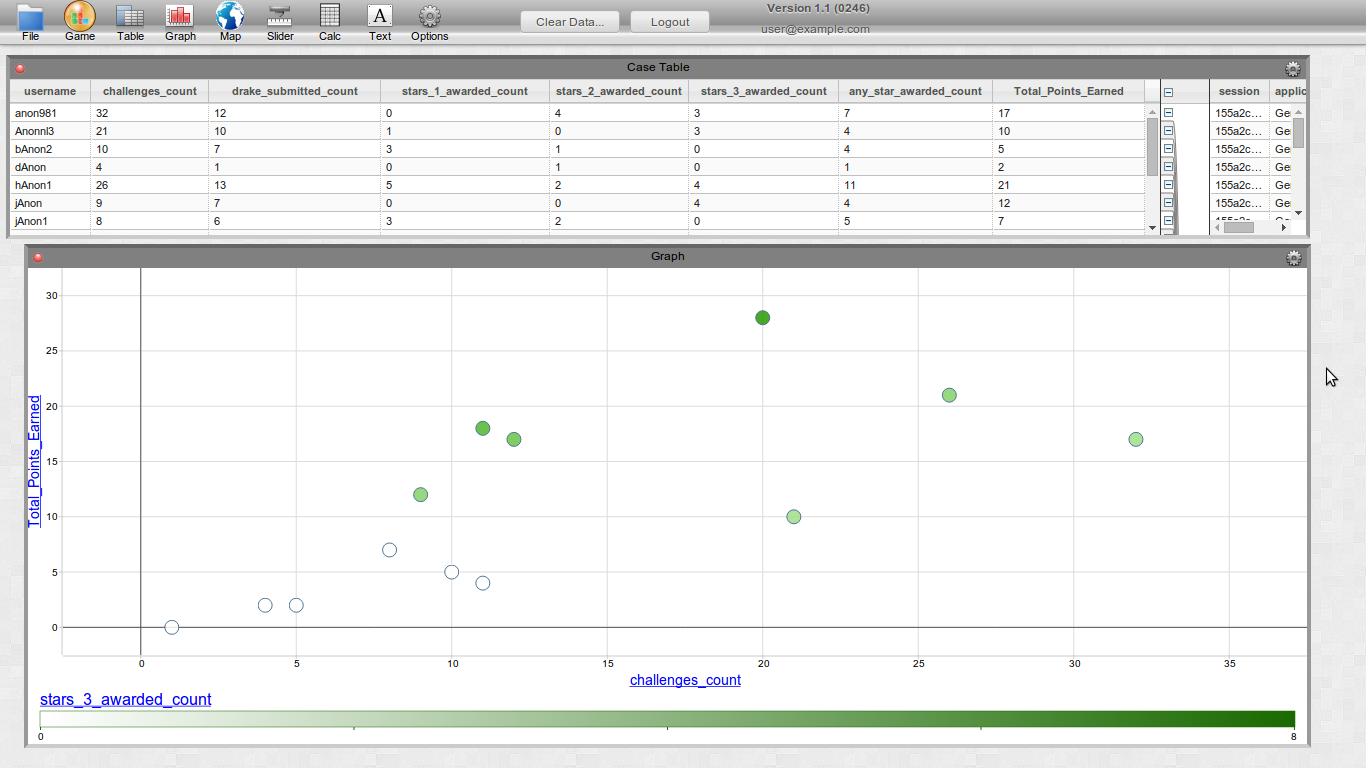 File Game Table Graph Map Slider Calc Text Options
Clear Data... Logout
Version 1.1 (0246)
user@example.com
Case Table
username challenges_count drake_submitted_count stars_1_awarded_count stars_2_awarded_count stars_3_awarded_count any_star_awarded_count Total_Points_Earned session applic
anon981 32 12 0 4 3 7 17 155a2c... Ge
Anonnl3 21 10 1 0 3 4 10 155a2c... Ge
bAnon2 10 7 3 1 0 4 5 155a2c... Ge
dAnon 4 1 0 1 0 1 2 155a2c... Ge
hAnon1 26 13 5 2 4 11 21 155a2c... Ge
jAnon 9 7 0 0 4 4 12 155a2c... Ge
jAnon1 8 6 3 2 0 5 7 155a2c... Ge
Graph
30
25
20
15
10
5
0
Total_Points_Earned
0 5 10 15 20 25 30 35
challenges_count
stars_3_awarded_count
0 8